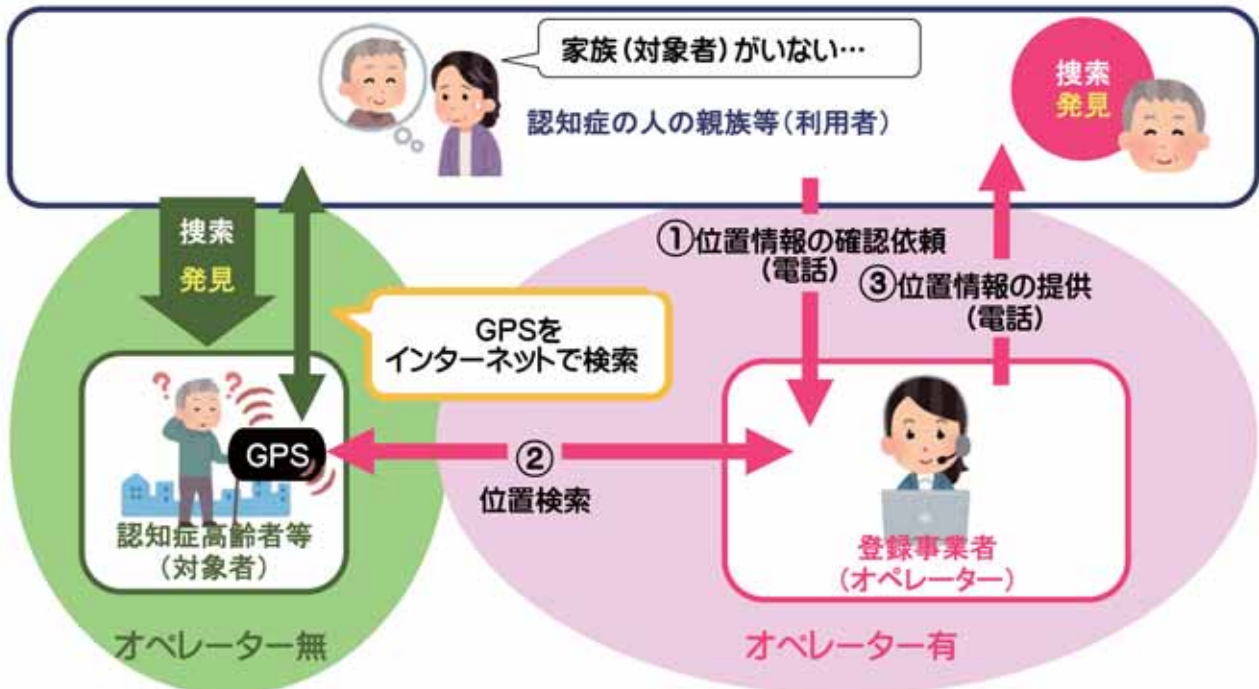 家族(対象者)がいない…
認知症の人の親族等(利用者)
捜索
発見
捜索
発見
①位置情報の確認依頼
(電話)
③位置情報の提供
(電話)
GPSを
インターネットで検索
??
GPS
②
位置検索
認知症高齢者等
(対象者)
登録事業者
(オペレーター)
オペレーター無
オペレーター有